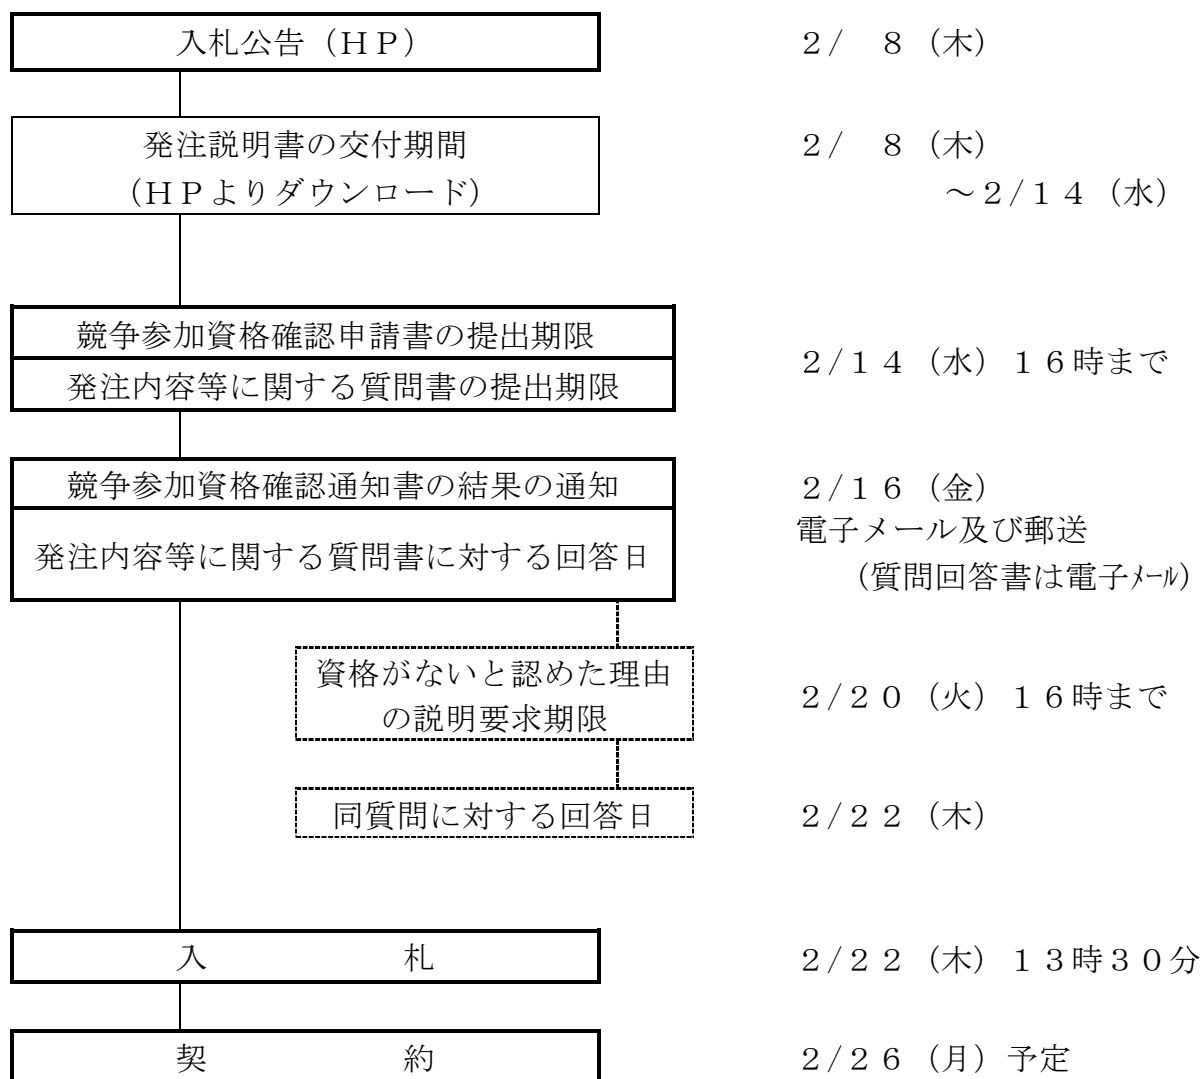 入札公告（ＨＰ）
２/　８（木）
発注説明書の交付期間
（ＨＰよりダウンロード）
２/　８（木）
～２/１４（水）
競争参加資格確認申請書の提出期限
発注内容等に関する質問書の提出期限
２/１４（水）１６時まで
競争参加資格確認通知書の結果の通知
発注内容等に関する質問書に対する回答日
２/１６（金）
電子メール及び郵送
（質問回答書は電子ﾒｰﾙ）
資格がないと認めた理由
の説明要求期限
２/２０（火）１６時まで
同質問に対する回答日
２/２２（木）
入　　　　　　札
２/２２（木）１３時３０分
契　　　　　　約
２/２６（月）予定